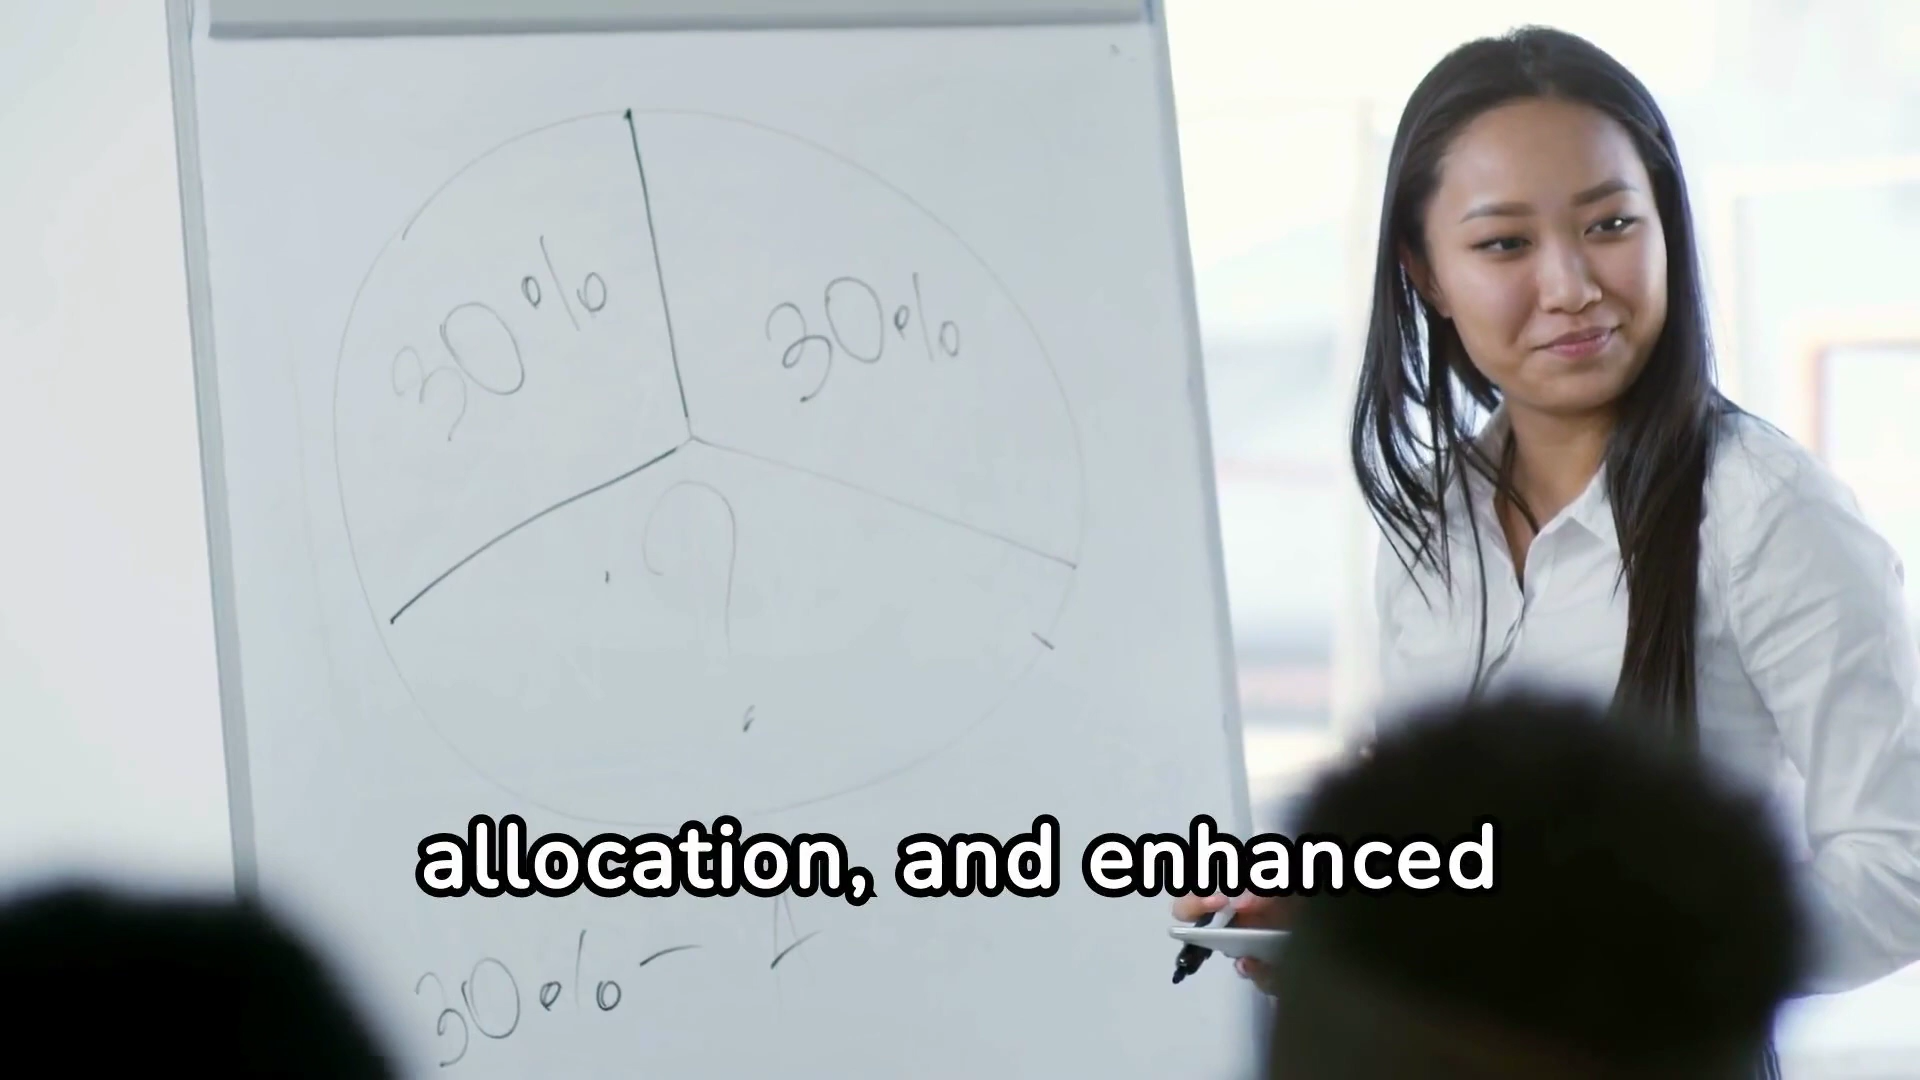 30% 30%
?
allocation, and enhanced
30% - A